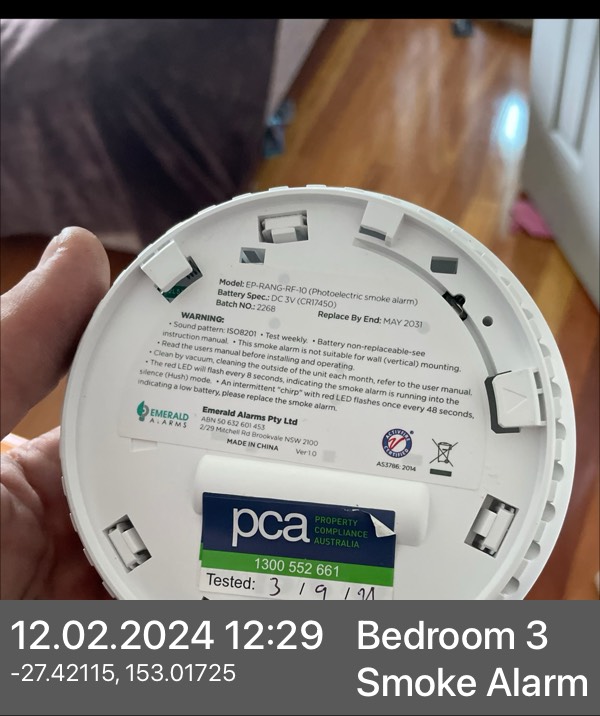 Model: EP-RANG-RF-10 (Photoelectric smoke alarm)
Battery Spec.: DC 3V (CR17450)
Batch NO.: 2268 Replace By End: MAY 2031
WARNING:
• Sound pattern: ISO8201 • Test weekly. • Battery non-replaceable-see
instruction manual. • This smoke alarm is not suitable for wall (vertical) mounting.
• Read the users manual before installing and operating.
• Clean by vacuum, cleaning the outside of the unit each month, refer to the user manual.
• The red LED will flash every 8 seconds, indicating the smoke alarm is running into the
silence (Hush) mode. • An intermittent "chirp" with red LED flashes once every 48 seconds,
indicating a low battery, please replace the smoke alarm.
EMERALD
ALARMS
Emerald Alarms Pty Ltd
ABN 50 632 601 453
2/29 Mitchell Rd Brookvale NSW 2100
MADE IN CHINA Ver1.0
ACTIVFIRE
CERTIFIED
AS3786: 2014
pca PROPERTY
COMPLIANCE
AUSTRALIA
1300 552 661
Tested: 3 / 9 / 21
12.02.2024 12:29
-27.42115, 153.01725
Bedroom 3
Smoke Alarm